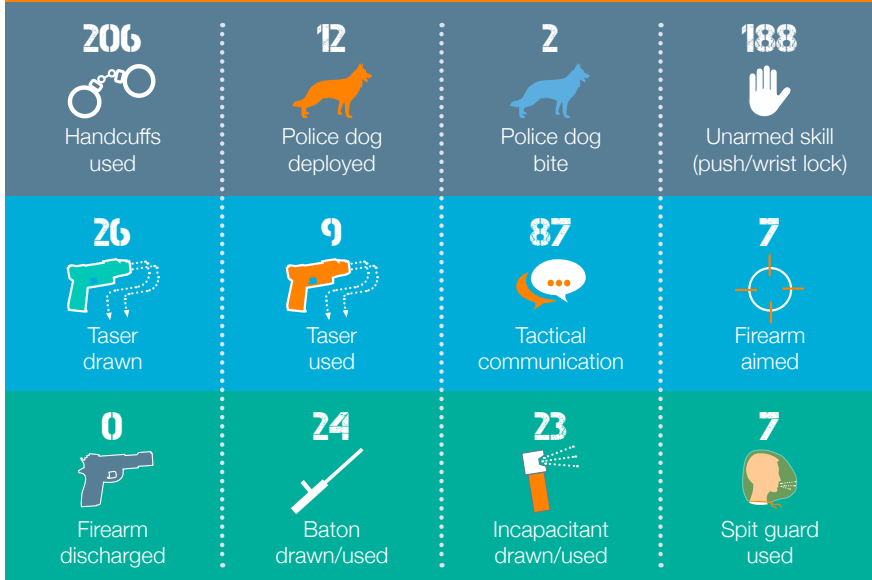 206
Handcuffs
used
12
Police dog
deployed
2
Police dog
bite
188
Unarmed skill
(push/wrist lock)
26
Taser
drawn
9
Taser
used
87
Tactical
communication
7
Firearm
aimed
0
Firearm
discharged
24
Baton
drawn/used
23
Incapacitant
drawn/used
7
Spit guard
used